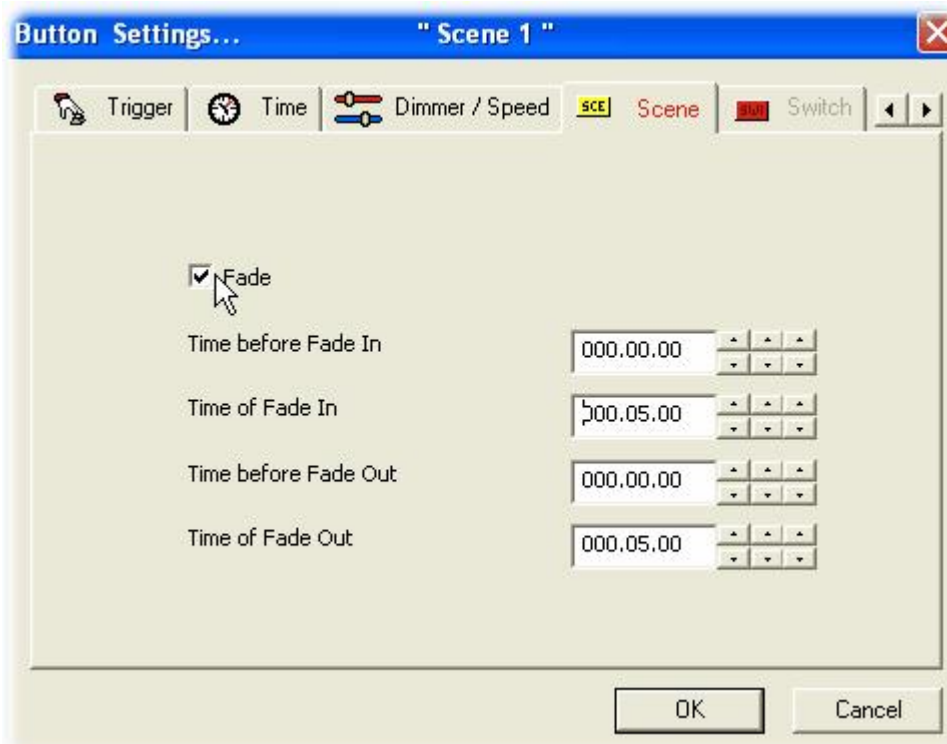 Button Settings... " Scene 1 "
Trigger Time Dimmer / Speed SCE Scene SWI Switch
Fade
Time before Fade In 000.00.00
Time of Fade In 000.05.00
Time before Fade Out 000.00.00
Time of Fade Out 000.05.00
OK Cancel